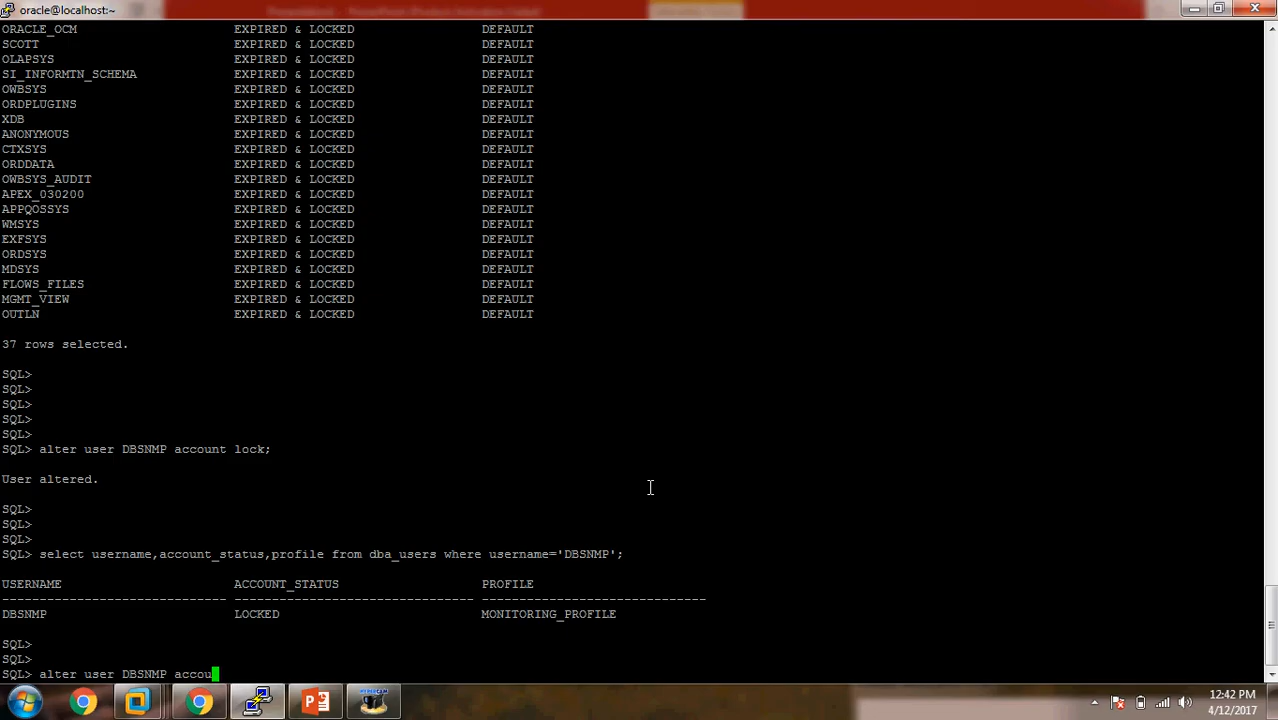 oracle@localhost:~
ORACLE_OCM EXPIRED & LOCKED DEFAULT
SCOTT EXPIRED & LOCKED DEFAULT
OLAPSYS EXPIRED & LOCKED DEFAULT
SI_INFORMTN_SCHEMA EXPIRED & LOCKED DEFAULT
OWBSYS EXPIRED & LOCKED DEFAULT
ORDPLUGINS EXPIRED & LOCKED DEFAULT
XDB EXPIRED & LOCKED DEFAULT
ANONYMOUS EXPIRED & LOCKED DEFAULT
CTXSYS EXPIRED & LOCKED DEFAULT
ORDDATA EXPIRED & LOCKED DEFAULT
OWBSYS_AUDIT EXPIRED & LOCKED DEFAULT
APEX_030200 EXPIRED & LOCKED DEFAULT
APPQOSSYS EXPIRED & LOCKED DEFAULT
WMSYS EXPIRED & LOCKED DEFAULT
EXFSYS EXPIRED & LOCKED DEFAULT
ORDSYS EXPIRED & LOCKED DEFAULT
MDSYS EXPIRED & LOCKED DEFAULT
FLOWS_FILES EXPIRED & LOCKED DEFAULT
MGMT_VIEW EXPIRED & LOCKED DEFAULT
OUTLN EXPIRED & LOCKED DEFAULT
37 rows selected.
SQL>
SQL>
SQL>
SQL>
SQL>
SQL> alter user DBSNMP account lock;
User altered.
SQL>
SQL>
SQL>
SQL> select username,account_status,profile from dba_users where username='DBSNMP';
USERNAME ACCOUNT_STATUS PROFILE
------------------------------ -------------------------------- ------------------------------
DBSNMP LOCKED MONITORING_PROFILE
SQL>
SQL>
SQL> alter user DBSNMP accou
12:42 PM
4/12/2017